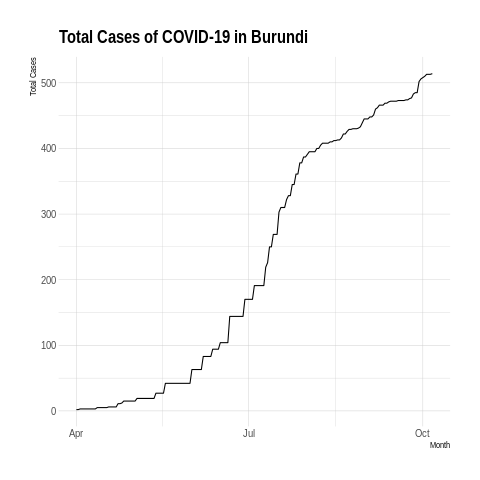 Total Cases of COVID-19 in Burundi
Total Cases
500
400
300
200
100
0
Apr
Jul
Oct
Month